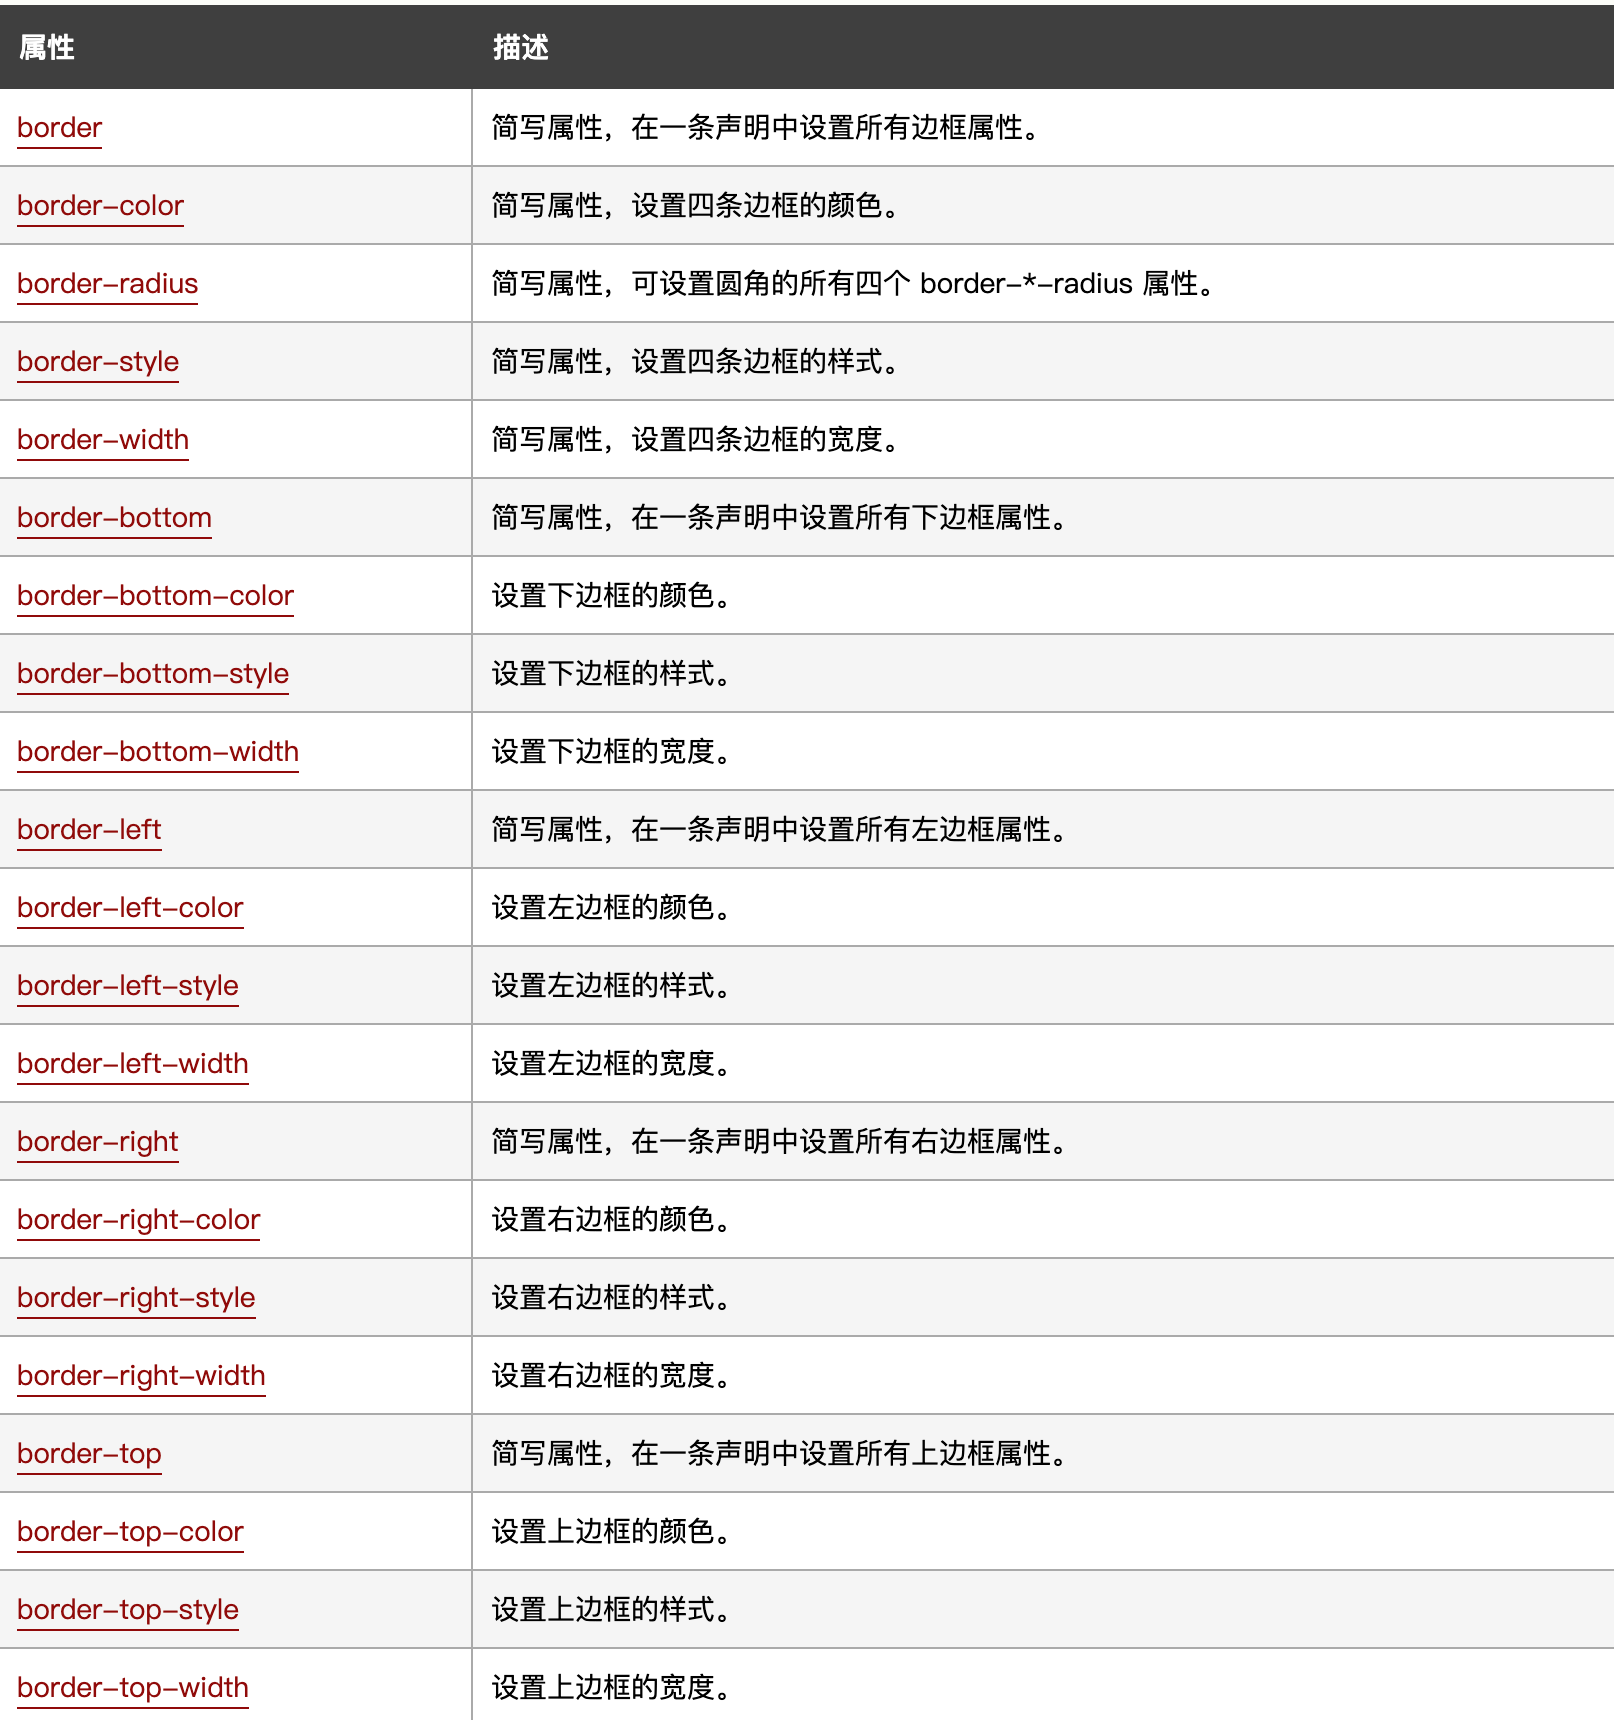 属性 描述
border 简写属性，在一条声明中设置所有边框属性。
border-color 简写属性，设置四条边框的颜色。
border-radius 简写属性，可设置圆角的所有四个 border-*-radius 属性。
border-style 简写属性，设置四条边框的样式。
border-width 简写属性，设置四条边框的宽度。
border-bottom 简写属性，在一条声明中设置所有下边框属性。
border-bottom-color 设置下边框的颜色。
border-bottom-style 设置下边框的样式。
border-bottom-width 设置下边框的宽度。
border-left 简写属性，在一条声明中设置所有左边框属性。
border-left-color 设置左边框的颜色。
border-left-style 设置左边框的样式。
border-left-width 设置左边框的宽度。
border-right 简写属性，在一条声明中设置所有右边框属性。
border-right-color 设置右边框的颜色。
border-right-style 设置右边框的样式。
border-right-width 设置右边框的宽度。
border-top 简写属性，在一条声明中设置所有上边框属性。
border-top-color 设置上边框的颜色。
border-top-style 设置上边框的样式。
border-top-width 设置上边框的宽度。